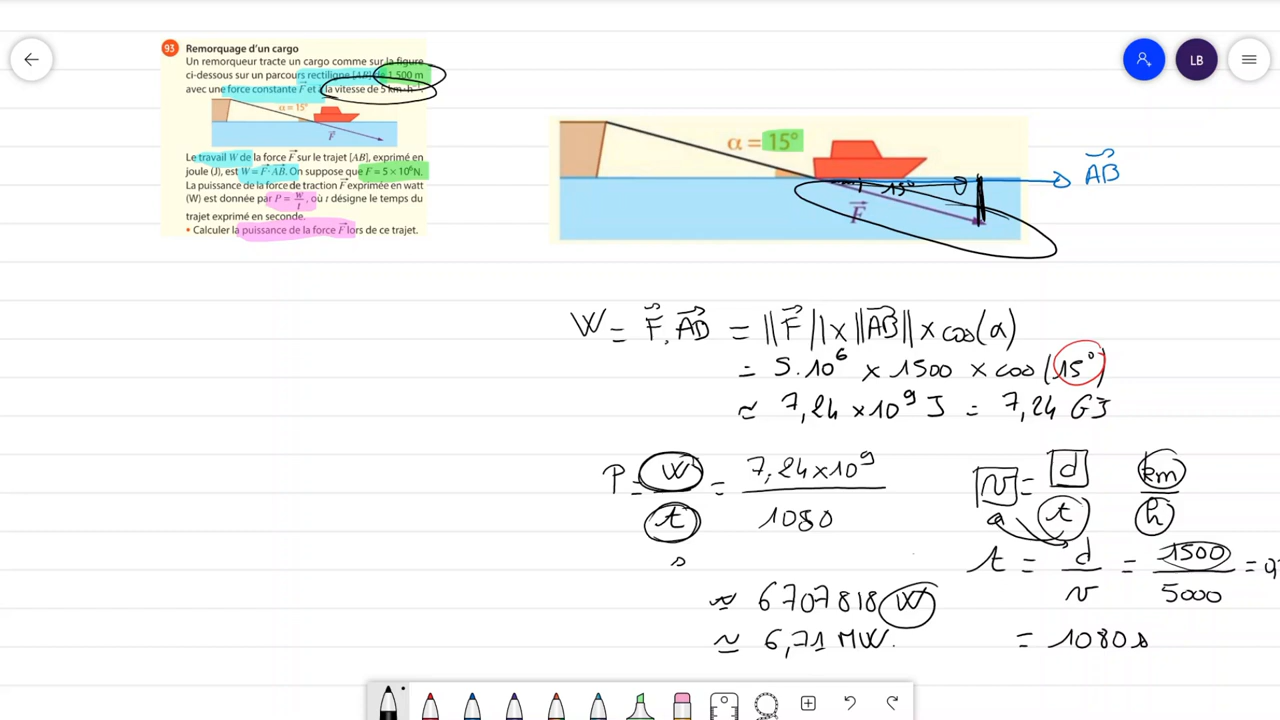 93 Remorquage d'un cargo
Un remorqueur tracte un cargo comme sur la figure
ci-dessous sur un parcours rectiligne [AB] de 1 500 m
avec une force constante F⃗ et à la vitesse de 5 km·h⁻¹.
α = 15°
F⃗
Le travail W de la force F⃗ sur le trajet [AB], exprimé en
joule (J), est W = F⃗·AB⃗. On suppose que F = 5 × 10⁶N.
La puissance de la force de traction F⃗ exprimée en watt
(W) est donnée par P = W/t, où t désigne le temps du
trajet exprimé en seconde.
• Calculer la puissance de la force F⃗ lors de ce trajet.
LB
α = 15°
AB⃗
15°
F⃗
W = F⃗. AB⃗ = ||F⃗|| × ||AB⃗|| × cos(α)
= 5.10⁶ × 1500 × cos(15°)
≃ 7,24 × 10⁹ J = 7,24 GJ
P = W/t = 7,24×10⁹/1080
s
≃ 6707818 W
≃ 6,71 MW.
v = d/t km/h
t = d/v = 1500/5000 = 0,
= 1080 s